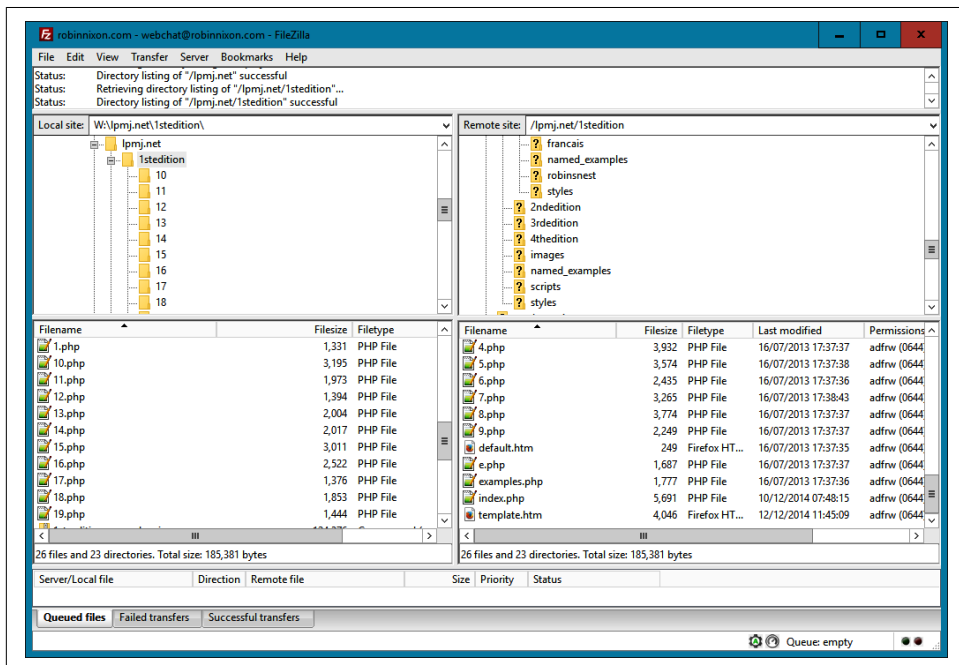 robinnixon.com - webchat@robinnixon.com - FileZilla
File Edit View Transfer Server Bookmarks Help
Status: Directory listing of "/lpmj.net" successful
Status: Retrieving directory listing of "/lpmj.net/1stedition"...
Status: Directory listing of "/lpmj.net/1stedition" successful
Local site: W:\lpmj.net\1stedition\
lpmj.net
1stedition
10
11
12
13
14
15
16
17
18
Remote site: /lpmj.net/1stedition
francais
named_examples
robinsnest
styles
2ndedition
3rdedition
4thedition
images
named_examples
scripts
styles
Filename Filesize Filetype
1.php 1,331 PHP File
10.php 3,195 PHP File
11.php 1,973 PHP File
12.php 1,394 PHP File
13.php 2,004 PHP File
14.php 2,017 PHP File
15.php 3,011 PHP File
16.php 2,522 PHP File
17.php 1,376 PHP File
18.php 1,853 PHP File
19.php 1,444 PHP File
26 files and 23 directories. Total size: 185,381 bytes
Filename Filesize Filetype Last modified Permissions
4.php 3,932 PHP File 16/07/2013 17:37:37 adfrw (0644
5.php 3,574 PHP File 16/07/2013 17:37:38 adfrw (0644
6.php 2,435 PHP File 16/07/2013 17:37:36 adfrw (0644
7.php 3,265 PHP File 16/07/2013 17:38:43 adfrw (0644
8.php 3,774 PHP File 16/07/2013 17:37:37 adfrw (0644
9.php 2,249 PHP File 16/07/2013 17:37:37 adfrw (0644
default.htm 249 Firefox HT... 16/07/2013 17:37:35 adfrw (0644
e.php 1,687 PHP File 16/07/2013 17:37:37 adfrw (0644
examples.php 1,777 PHP File 16/07/2013 17:37:36 adfrw (0644
index.php 5,691 PHP File 10/12/2014 07:48:15 adfrw (0644
template.htm 4,046 Firefox HT... 12/12/2014 11:45:09 adfrw (0644
26 files and 23 directories. Total size: 185,381 bytes
Server/Local file Direction Remote file Size Priority Status
Queued files Failed transfers Successful transfers
Queue: empty